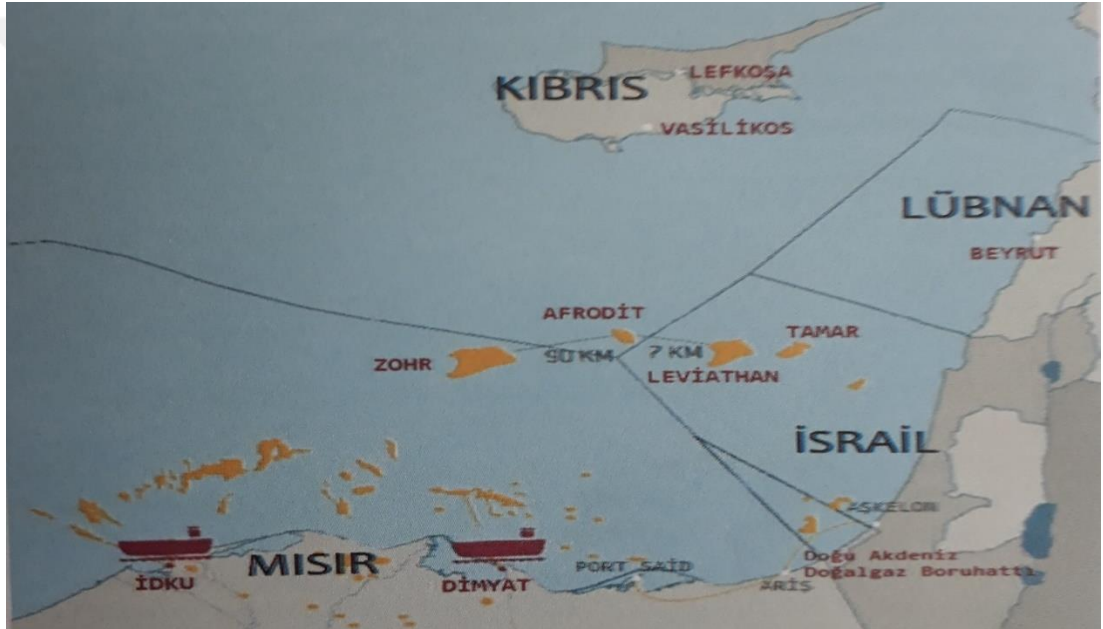 KIBRIS
LEFKOŞA
VASİLİKOS
LÜBNAN
BEYRUT
AFRODİT
TAMAR
ZOHR
90 KM
7 KM
LEVİATHAN
İSRAİL
AŞKELON
MISIR
Doğu Akdeniz
Doğalgaz Boruhattı
PORT SAİD
İDKU
DİMYAT
ARİŞ